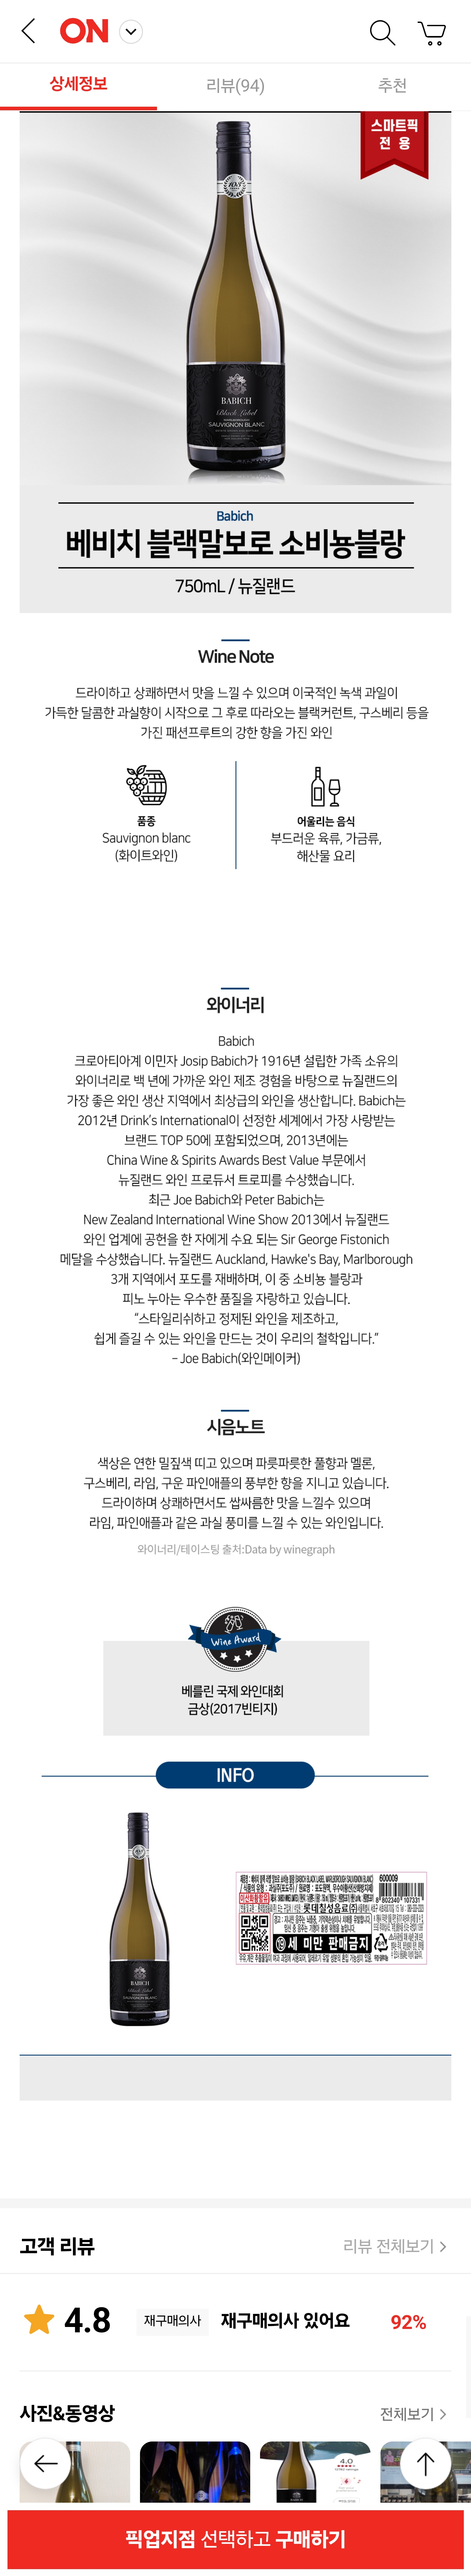 ON
상세정보
리뷰(94)
추천
스마트픽
전 용
BABICH
Black Label
SAUVIGNON BLANC
Babich
베비치 블랙말보로 소비뇽블랑
750mL / 뉴질랜드
Wine Note
드라이하고 상쾌하면서 맛을 느낄 수 있으며 이국적인 녹색 과일이
가득한 달콤한 과실향이 시작으로 그 후로 따라오는 블랙커런트, 구스베리 등을
가진 패션프루트의 강한 향을 가진 와인
품종
Sauvignon blanc
(화이트와인)
어울리는 음식
부드러운 육류, 가금류,
해산물 요리
와이너리
Babich
크로아티아계 이민자 Josip Babich가 1916년 설립한 가족 소유의
와이너리로 백 년에 가까운 와인 제조 경험을 바탕으로 뉴질랜드의
가장 좋은 와인 생산 지역에서 최상급의 와인을 생산합니다. Babich는
2012년 Drink's International이 선정한 세계에서 가장 사랑받는
브랜드 TOP 50에 포함되었으며, 2013년에는
China Wine & Spirits Awards Best Value 부문에서
뉴질랜드 와인 프로듀서 트로피를 수상했습니다.
최근 Joe Babich와 Peter Babich는
New Zealand International Wine Show 2013에서 뉴질랜드
와인 업계에 공헌을 한 자에게 수요 되는 Sir George Fistonich
메달을 수상했습니다. 뉴질랜드 Auckland, Hawke's Bay, Marlborough
3개 지역에서 포도를 재배하며, 이 중 소비뇽 블랑과
피노 누아는 우수한 품질을 자랑하고 있습니다.
“스타일리쉬하고 정제된 와인을 제조하고,
쉽게 즐길 수 있는 와인을 만드는 것이 우리의 철학입니다.”
– Joe Babich(와인메이커)
시음노트
색상은 연한 밀짚색 띠고 있으며 파릇파릇한 풀향과 멜론,
구스베리, 라임, 구운 파인애플의 풍부한 향을 지니고 있습니다.
드라이하며 상쾌하면서도 쌉싸름한 맛을 느낄수 있으며
라임, 파인애플과 같은 과실 풍미를 느낄 수 있는 와인입니다.
와이너리/테이스팅 출처:Data by winegraph
Wine Award
베를린 국제 와인대회
금상(2017빈티지)
INFO
BABICH
Black Label
SAUVIGNON BLANC
600009
롯데칠성음료(주)
8 802340 107331
세 미만 판매금지
고객 리뷰
리뷰 전체보기
4.8
재구매의사
재구매의사 있어요
92%
사진&동영상
전체보기
4.0
픽업지점 선택하고 구매하기